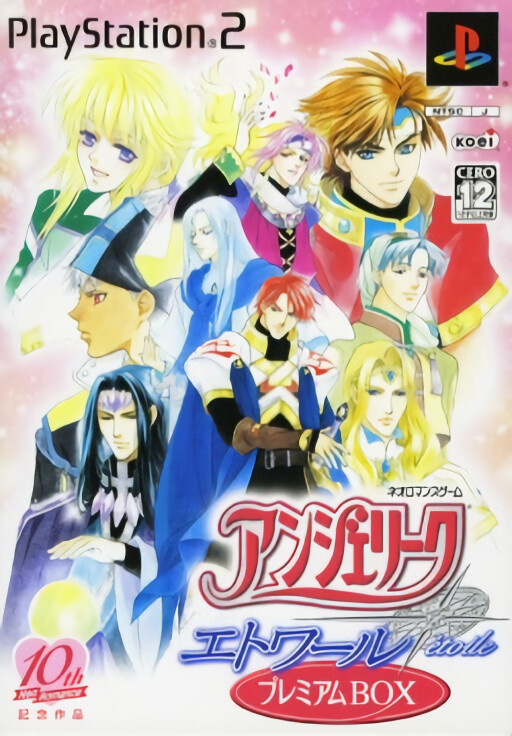 PlayStation®2
NTSC J
KOEI
CERO
12
ネオロマンスゲーム
アンジェリーク
エトワール
étoile
プレミアムBOX
10th
Neo Romance
記念作品